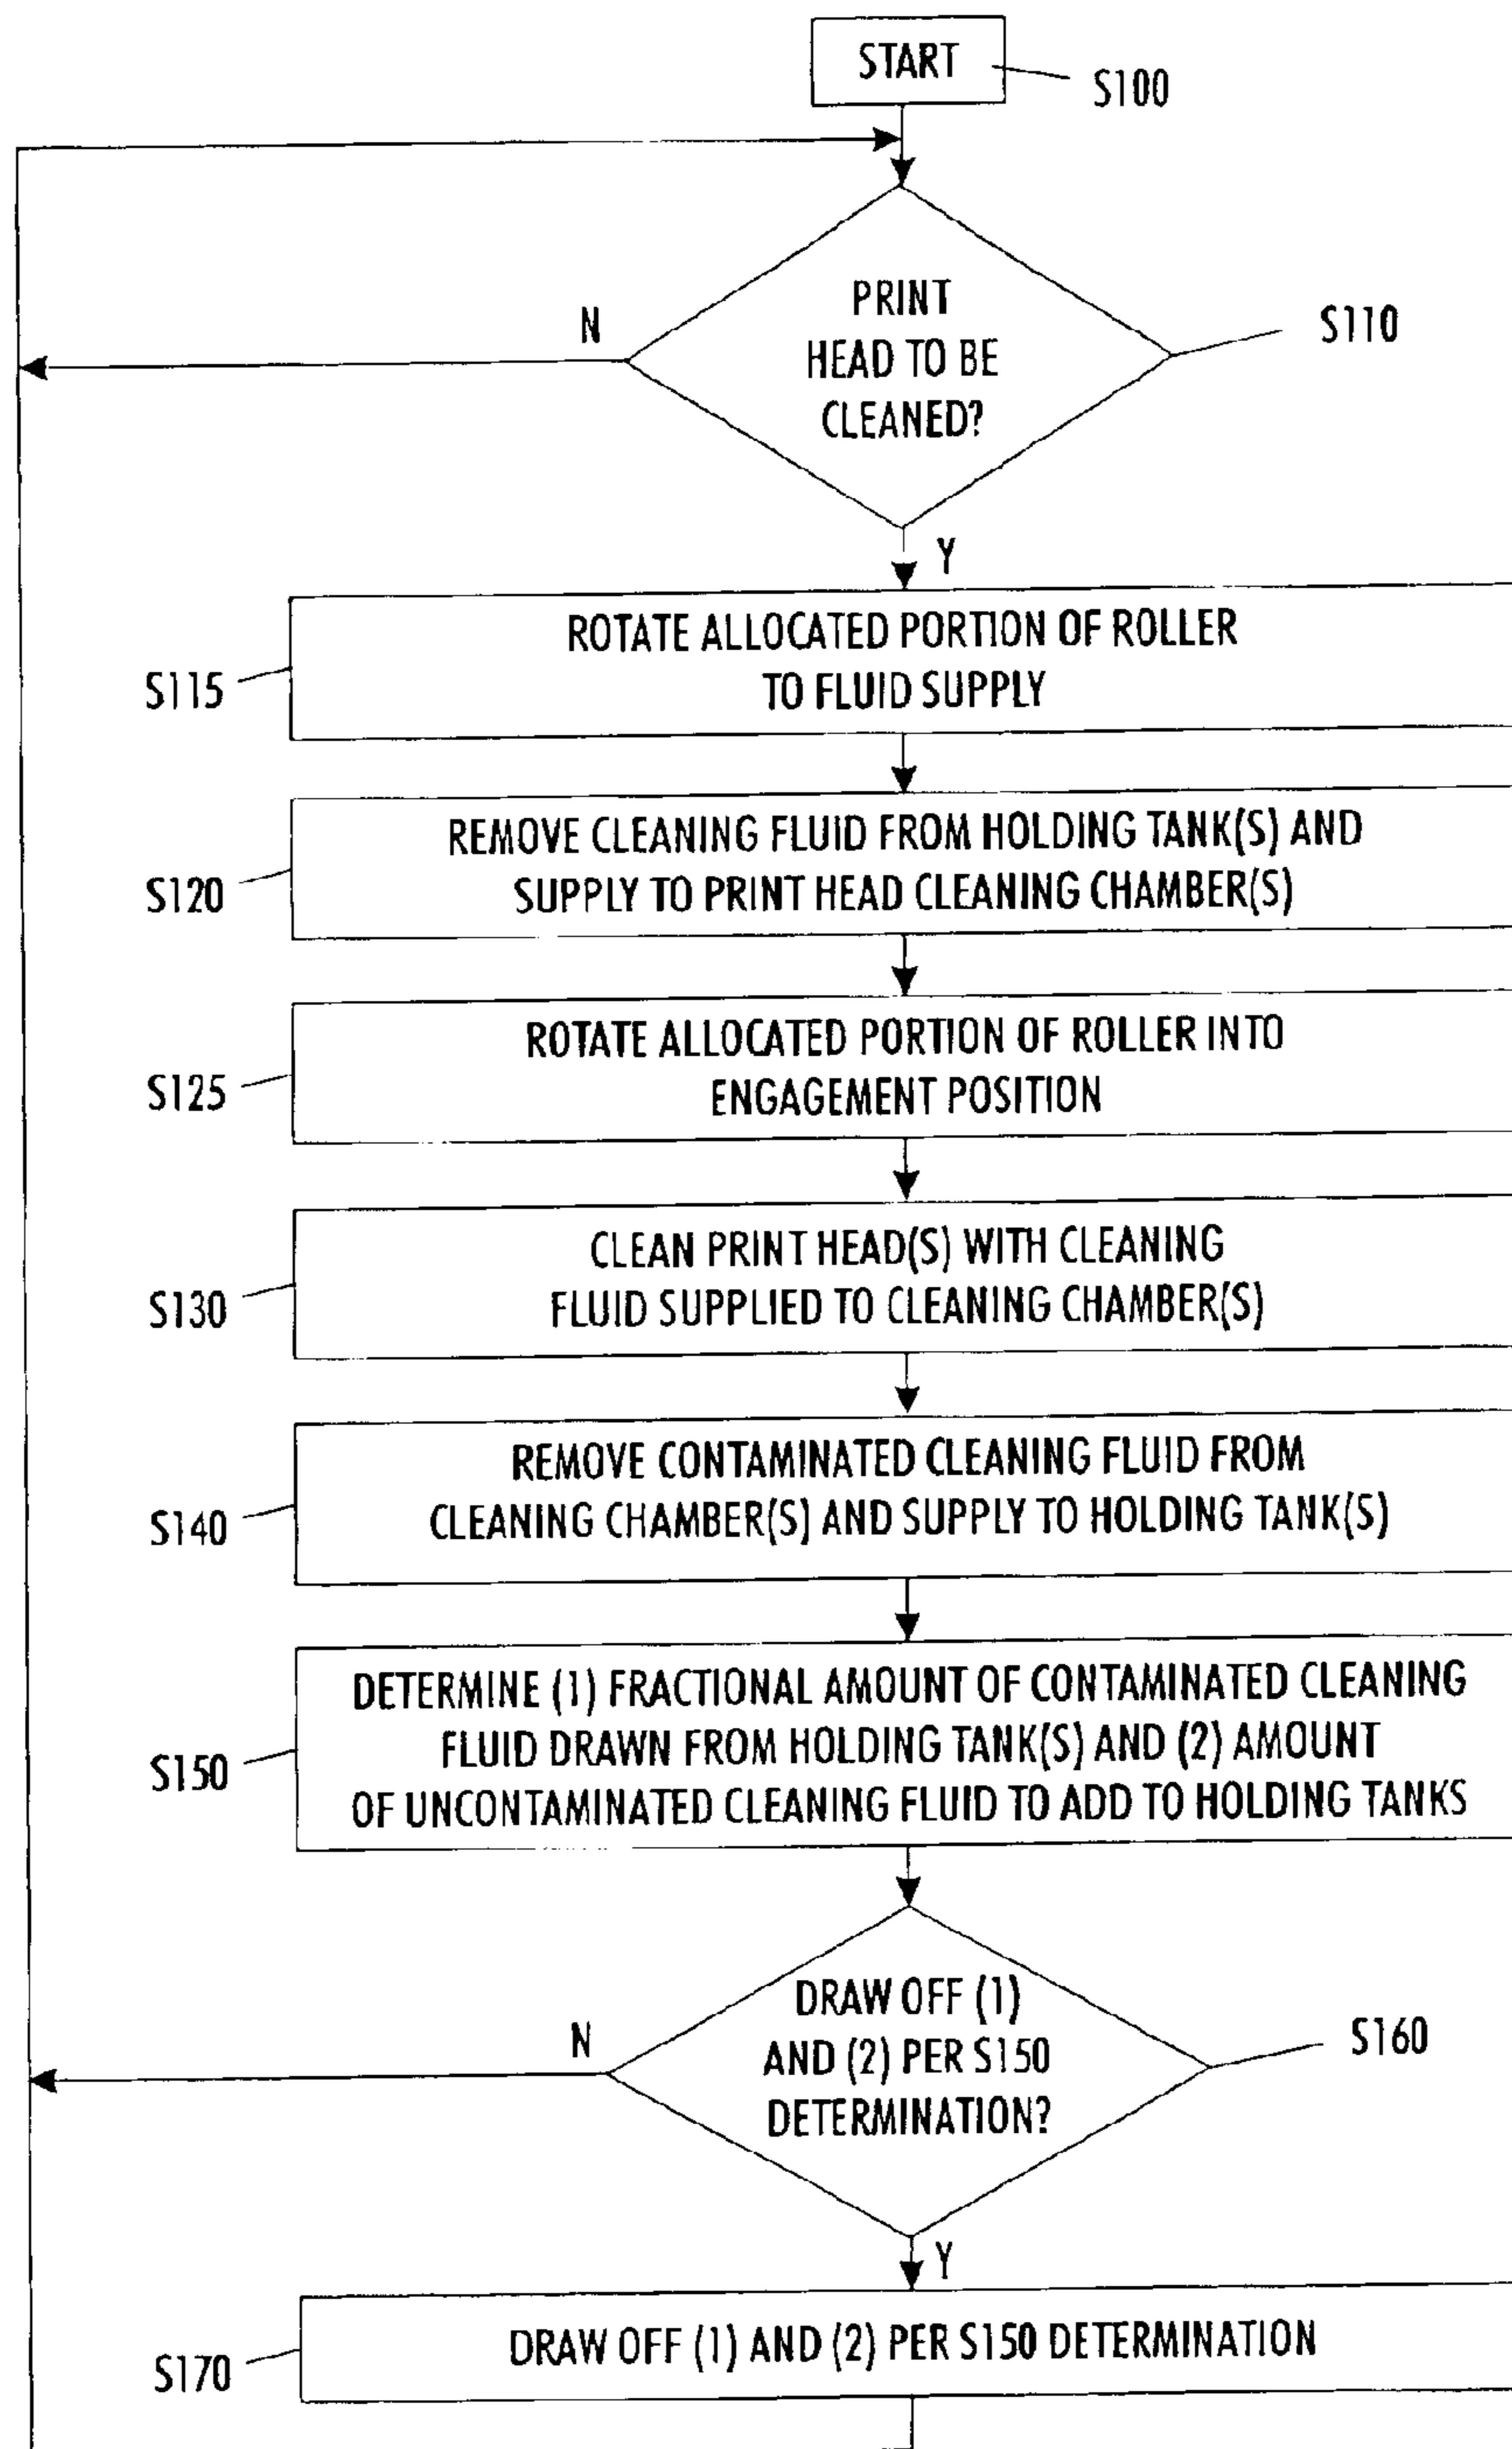 START
S100
PRINT
HEAD TO BE
CLEANED?
N
S110
Y
ROTATE ALLOCATED PORTION OF ROLLER
TO FLUID SUPPLY
S115
REMOVE CLEANING FLUID FROM HOLDING TANK(S) AND
SUPPLY TO PRINT HEAD CLEANING CHAMBER(S)
S120
ROTATE ALLOCATED PORTION OF ROLLER INTO
ENGAGEMENT POSITION
S125
CLEAN PRINT HEAD(S) WITH CLEANING
FLUID SUPPLIED TO CLEANING CHAMBER(S)
S130
REMOVE CONTAMINATED CLEANING FLUID FROM
CLEANING CHAMBER(S) AND SUPPLY TO HOLDING TANK(S)
S140
DETERMINE (1) FRACTIONAL AMOUNT OF CONTAMINATED CLEANING
FLUID DRAWN FROM HOLDING TANK(S) AND (2) AMOUNT
OF UNCONTAMINATED CLEANING FLUID TO ADD TO HOLDING TANKS
S150
DRAW OFF (1)
AND (2) PER S150
DETERMINATION?
N
S160
Y
DRAW OFF (1) AND (2) PER S150 DETERMINATION
S170